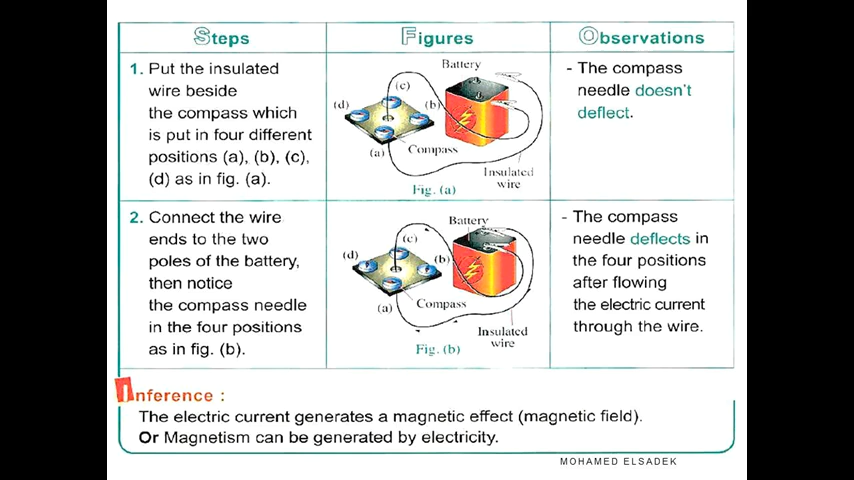 Steps
Figures
Observations
1. Put the insulated
wire beside
the compass which
is put in four different
positions (a), (b), (c),
(d) as in fig. (a).
Battery
(c)
(d)
(b)
(a)
Compass
Insulated
wire
Fig. (a)
- The compass
needle doesn't
deflect.
2. Connect the wire
ends to the two
poles of the battery,
then notice
the compass needle
in the four positions
as in fig. (b).
Battery
(c)
(d)
(b)
(a)
Compass
Insulated
wire
Fig. (b)
- The compass
needle deflects in
the four positions
after flowing
the electric current
through the wire.
Inference :
The electric current generates a magnetic effect (magnetic field).
Or Magnetism can be generated by electricity.
MOHAMED ELSADEK